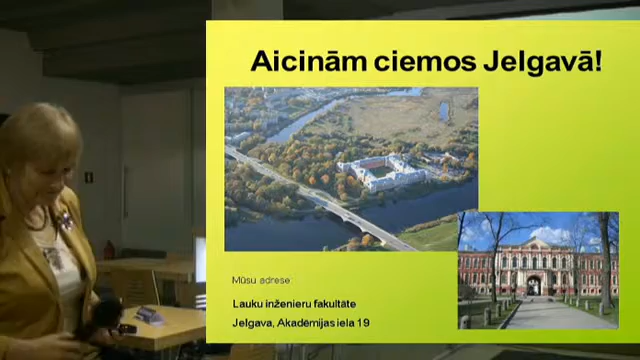 Aicinām ciemos Jelgavā!
Mūsu adrese:
Lauku inženieru fakultāte
Jelgava, Akadēmijas iela 19